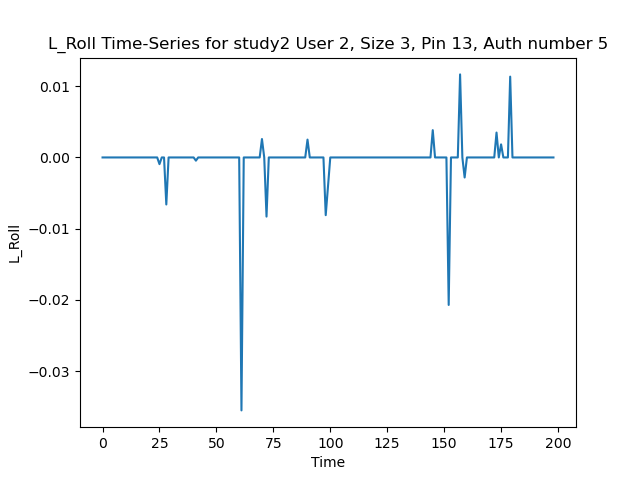 L_Roll Time-Series for study2 User 2, Size 3, Pin 13, Auth number 5
0.01
0.00
−0.01
−0.02
−0.03
L_Roll
0 25 50 75 100 125 150 175 200
Time